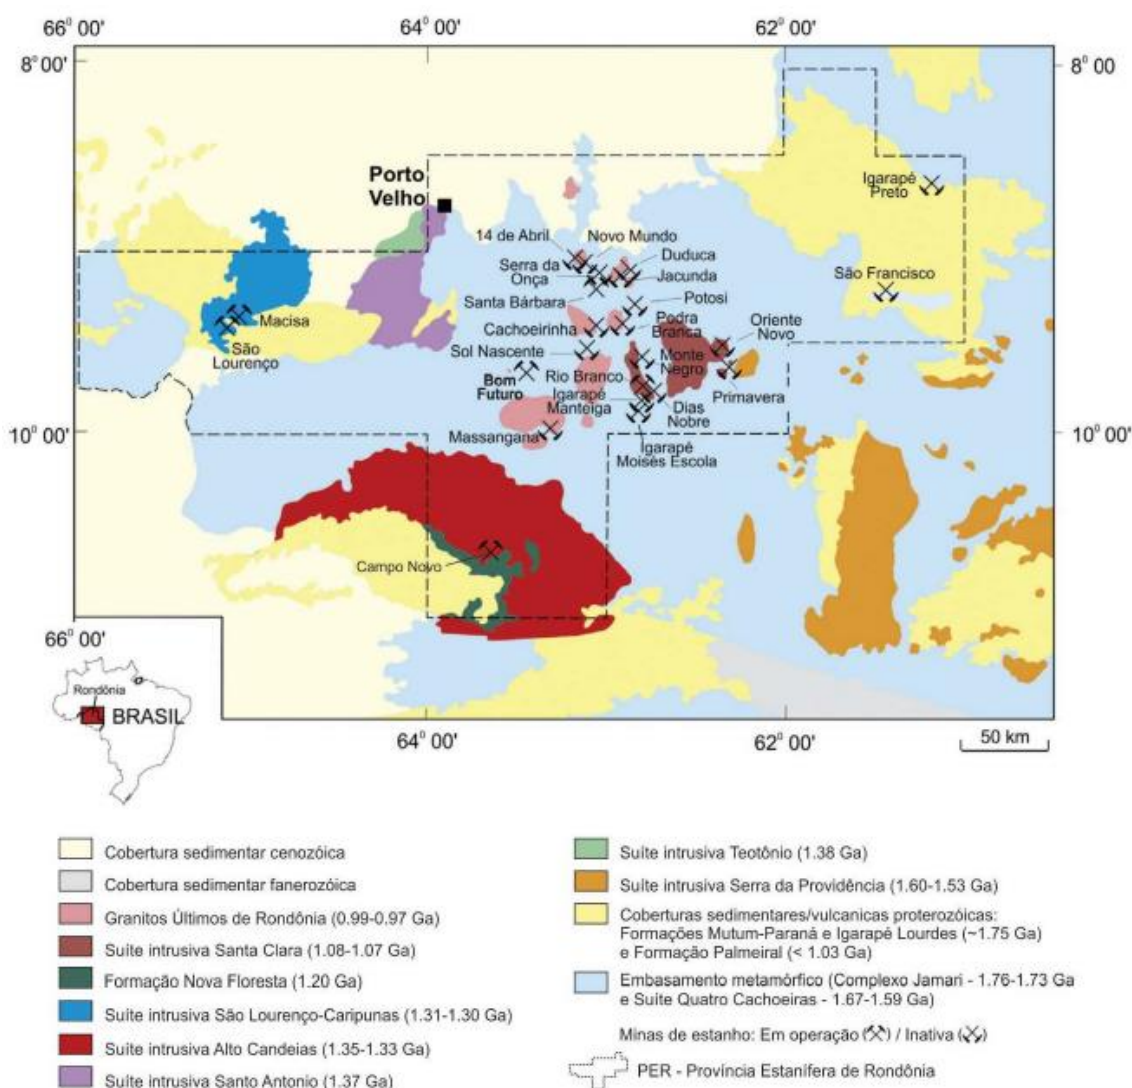 66 00'
64 00'
62 00'
8° 00'
8° 00
Porto
Velho
Igarapé
Preto
14 de Abril
Novo Mundo
Serra da
Onça
Duduca
Jacunda
São Francisco
Santa Bárbara
Potosi
Macisa
Cachoeirinha
Pedra
Branca
Oriente
Novo
São
Lourenço
Sol Nascente
Monte
Negro
Bom
Futuro
Rio Branco
Primavera
Igarapé
Manteiga
Dias
Nobre
10° 00'
10° 00'
Massangana
Igarapé
Moisés Escola
Campo Novo
66° 00'
64° 00'
62° 00'
50 km
Rondônia
BRASIL
Cobertura sedimentar cenozóica
Cobertura sedimentar fanerozóica
Granitos Últimos de Rondônia (0.99-0.97 Ga)
Suíte intrusiva Santa Clara (1.08-1.07 Ga)
Formação Nova Floresta (1.20 Ga)
Suíte intrusiva São Lourenço-Caripunas (1.31-1.30 Ga)
Suíte intrusiva Alto Candeias (1.35-1.33 Ga)
Suíte intrusiva Santo Antonio (1.37 Ga)
Suíte intrusiva Teotônio (1.38 Ga)
Suíte intrusiva Serra da Providência (1.60-1.53 Ga)
Coberturas sedimentares/vulcanicas proterozóicas:
Formações Mutum-Paraná e Igarapé Lourdes (~1.75 Ga)
e Formação Palmeiral (< 1.03 Ga)
Embasamento metamórfico (Complexo Jamari - 1.76-1.73 Ga
e Suíte Quatro Cachoeiras - 1.67-1.59 Ga)
Minas de estanho: Em operação ( ) / Inativa ( )
PER - Província Estanífera de Rondônia